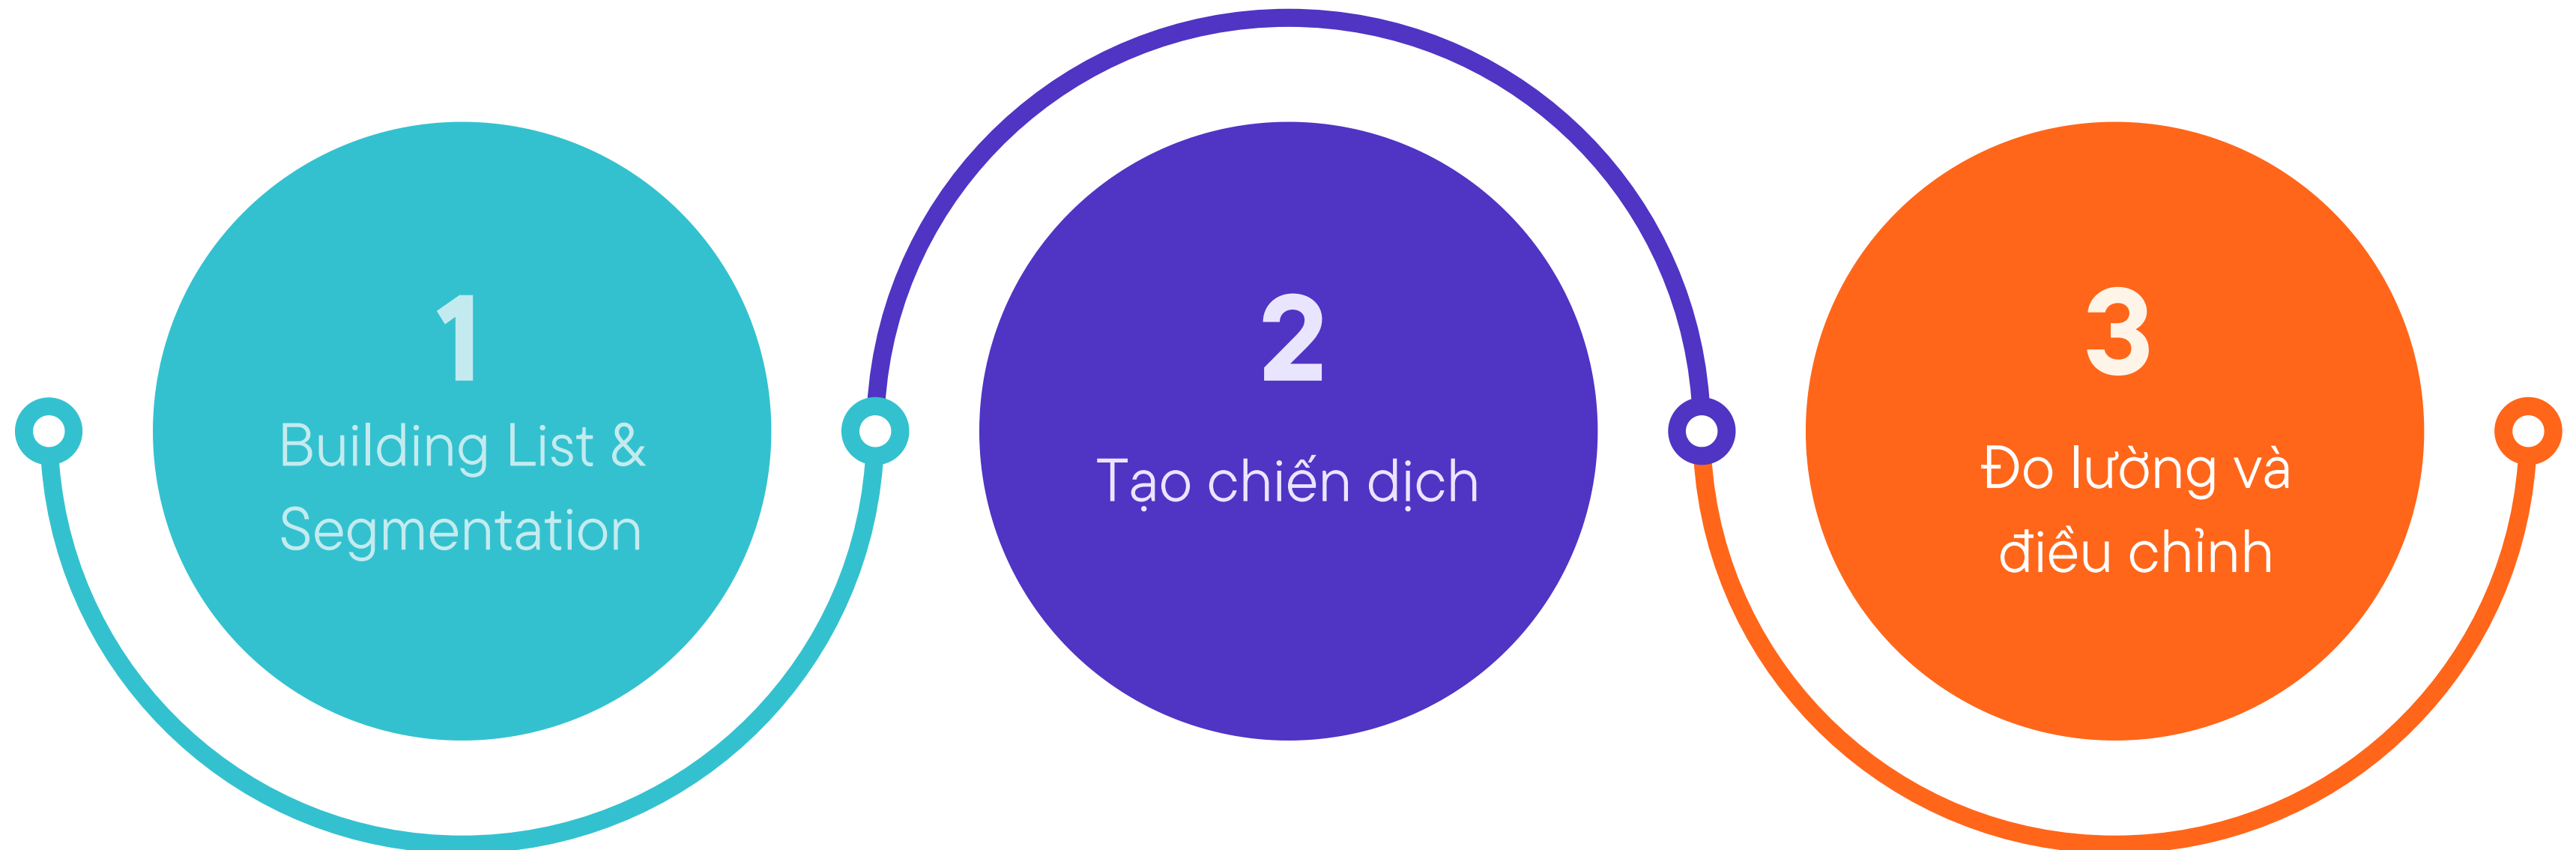 1
Building List &
Segmentation
2
Tạo chiến dịch
3
Đo lường và
điều chỉnh